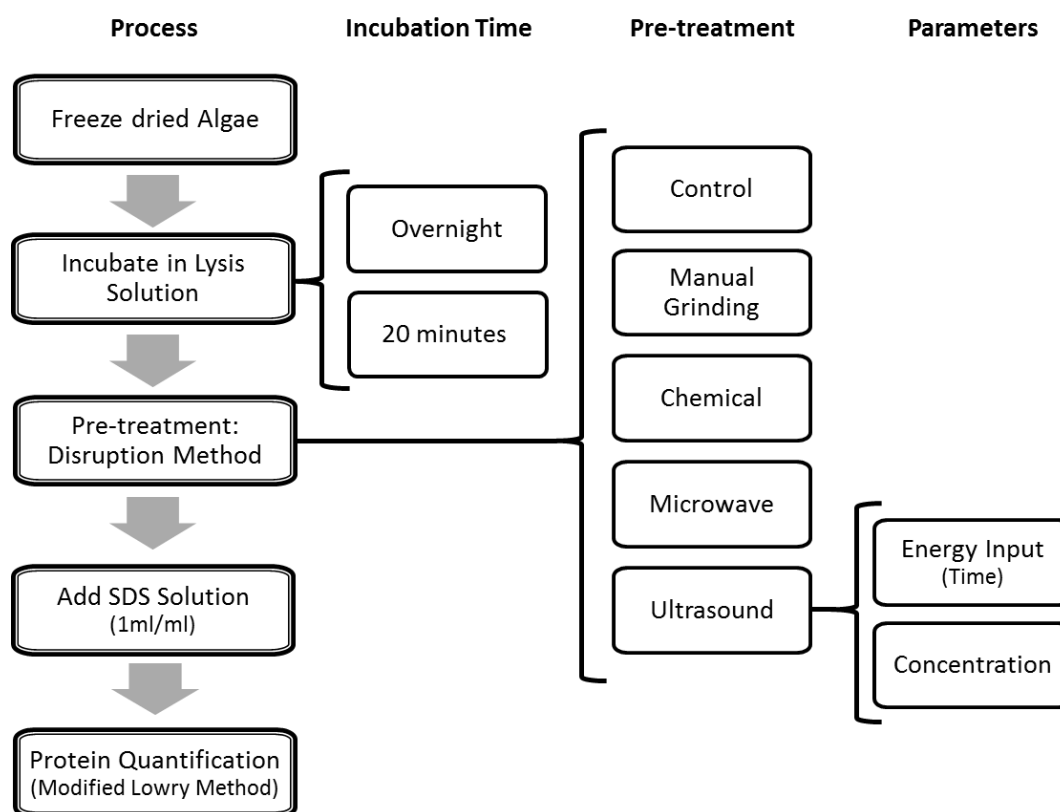 Process
Incubation Time
Pre-treatment
Parameters
Freeze dried Algae
Incubate in Lysis
Solution
Pre-treatment:
Disruption Method
Add SDS Solution
(1ml/ml)
Protein Quantification
(Modified Lowry Method)
Overnight
20 minutes
Control
Manual
Grinding
Chemical
Microwave
Ultrasound
Energy Input
(Time)
Concentration